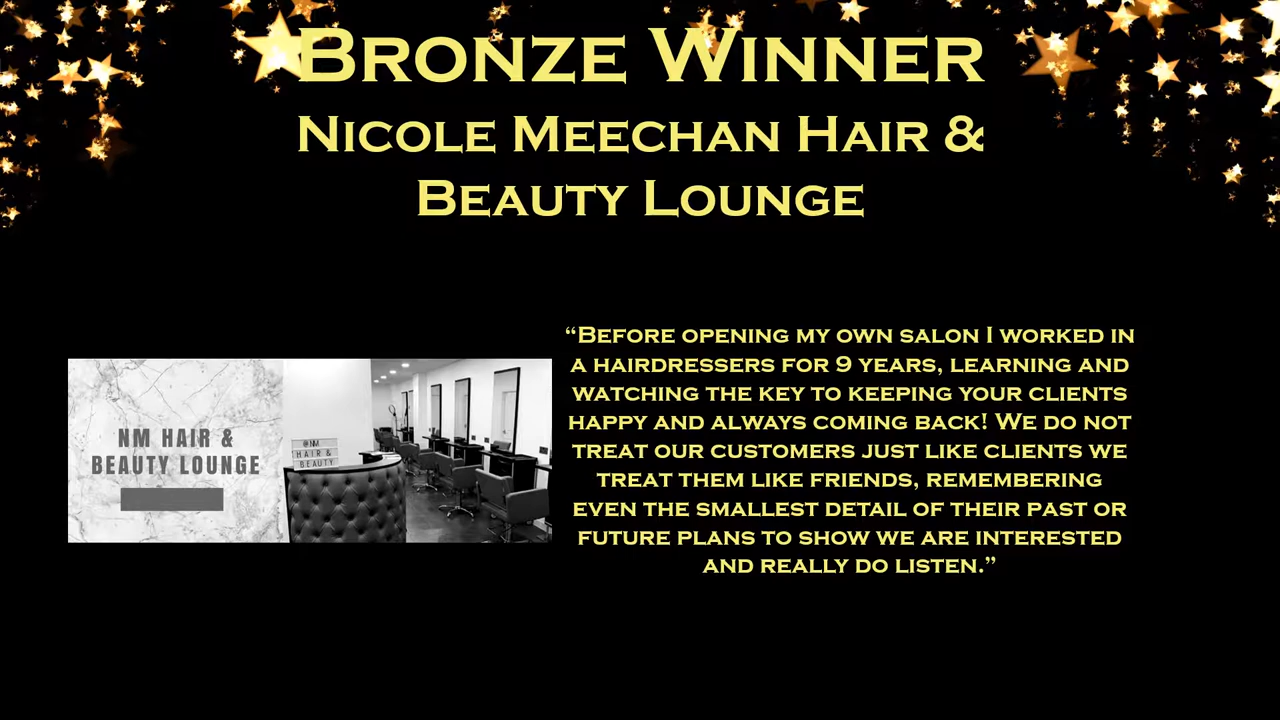 Bronze Winner
Nicole Meechan Hair &
Beauty Lounge
“Before opening my own salon I worked in
a hairdressers for 9 years, learning and
watching the key to keeping your clients
happy and always coming back! We do not
treat our customers just like clients we
treat them like friends, remembering
even the smallest detail of their past or
future plans to show we are interested
and really do listen.”
NM HAIR &
BEAUTY LOUNGE
@NM
HAIR &
BEAUTY